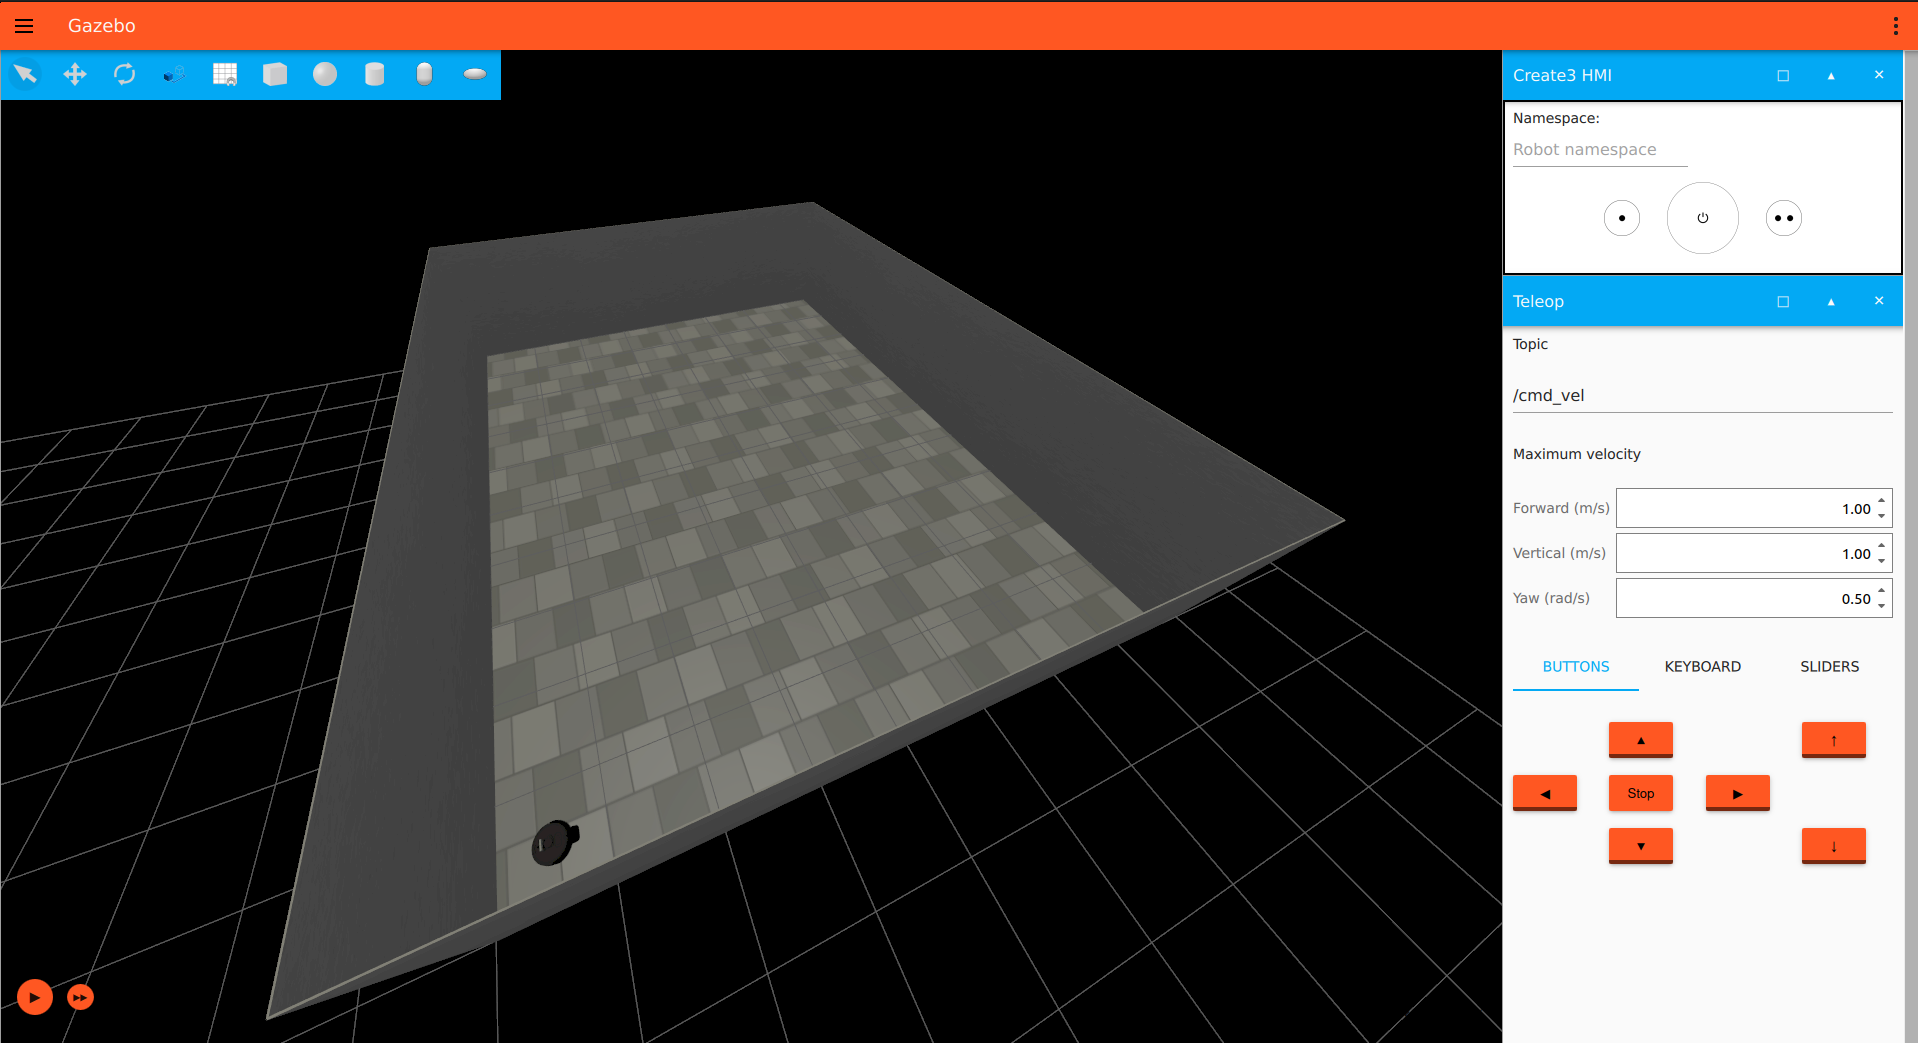 Gazebo
Create3 HMI
Namespace:
Robot namespace
Teleop
Topic
/cmd_vel
Maximum velocity
Forward (m/s) 1.00
Vertical (m/s) 1.00
Yaw (rad/s) 0.50
BUTTONS KEYBOARD SLIDERS
Stop